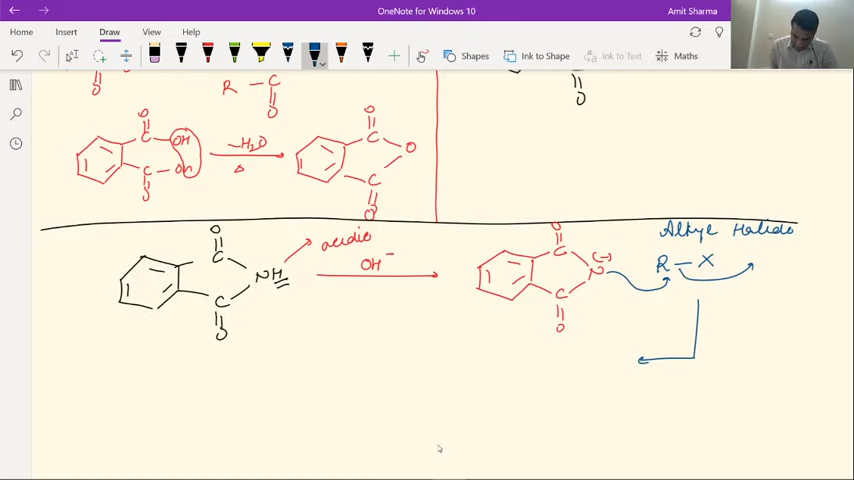 OneNote for Windows 10
Amit Sharma
Home Insert Draw View Help
Shapes Ink to Shape Ink to Text Maths
O
R — C
O
O
O
O
C
OH
–H2O
C
O
C
OH
Δ
C
O
O
O
acidic
O
Alkyl Halide
C
OH–
C
(–)
R — X
NH
N
C
C
O
O